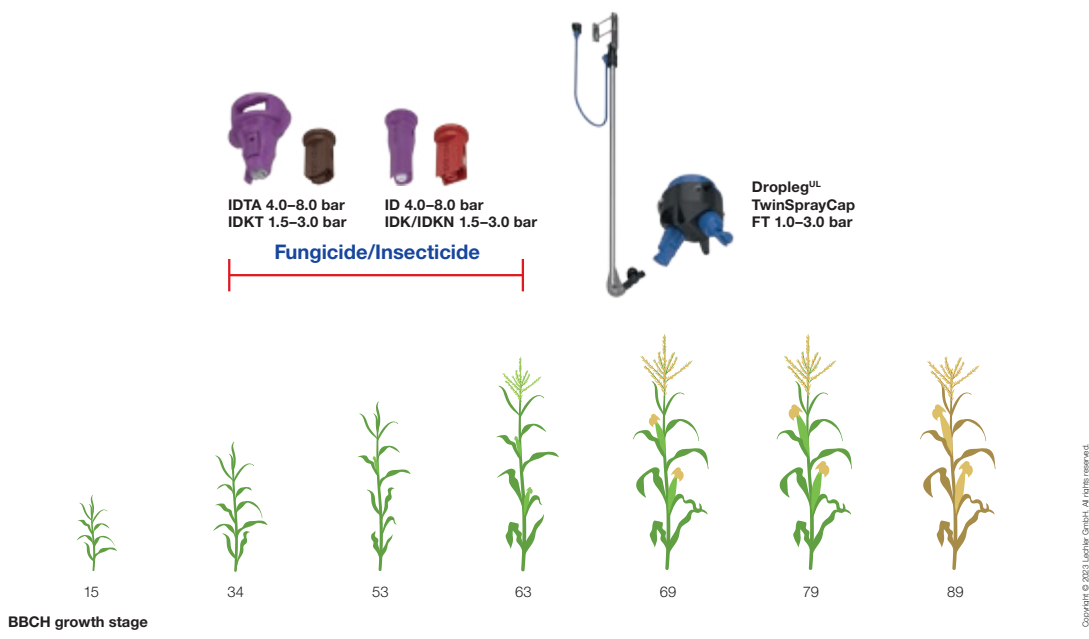 IDTA 4.0–8.0 bar
IDKT 1.5–3.0 bar
ID 4.0–8.0 bar
IDK/IDKN 1.5–3.0 bar
Dropleg UL
TwinSprayCap
FT 1.0–3.0 bar
Fungicide/Insecticide
15
34
53
63
69
79
89
BBCH growth stage
Copyright © 2023 Lechler GmbH. All rights reserved.